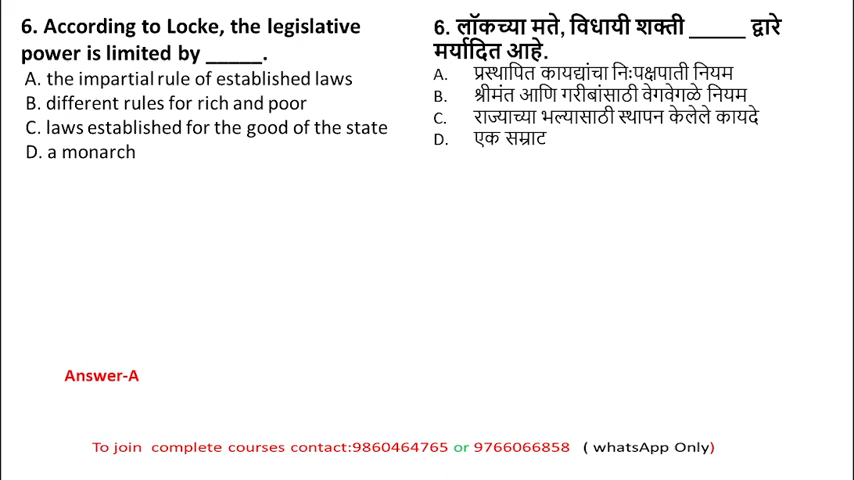 6. According to Locke, the legislative
power is limited by _____.
A. the impartial rule of established laws
B. different rules for rich and poor
C. laws established for the good of the state
D. a monarch
6. लॉकच्या मते, विधायी शक्ती _____ द्वारे
मर्यादित आहे.
A. प्रस्थापित कायद्यांचा निःपक्षपाती नियम
B. श्रीमंत आणि गरीबांसाठी वेगवेगळे नियम
C. राज्याच्या भल्यासाठी स्थापन केलेले कायदे
D. एक सम्राट
Answer-A
To join complete courses contact:9860464765 or 9766066858 ( whatsApp Only)